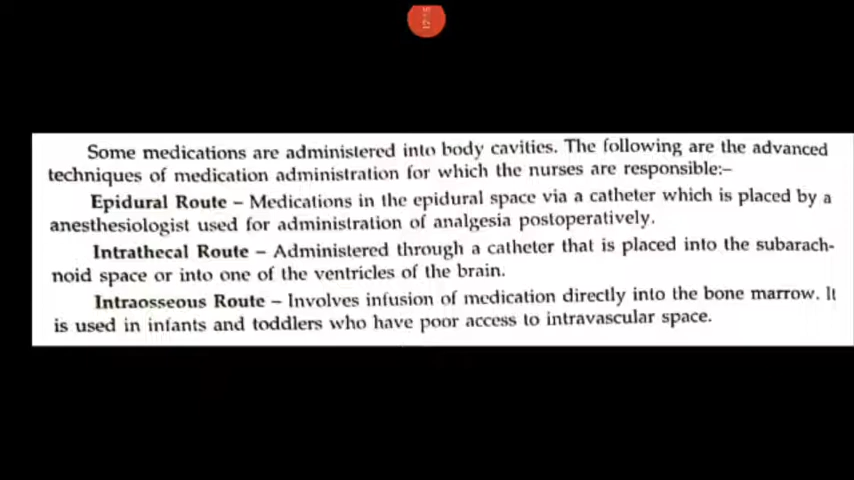 Some medications are administered into body cavities. The following are the advanced
techniques of medication administration for which the nurses are responsible:–
Epidural Route – Medications in the epidural space via a catheter which is placed by a
anesthesiologist used for administration of analgesia postoperatively.
Intrathecal Route – Administered through a catheter that is placed into the subarach-
noid space or into one of the ventricles of the brain.
Intraosseous Route – Involves infusion of medication directly into the bone marrow. It
is used in infants and toddlers who have poor access to intravascular space.